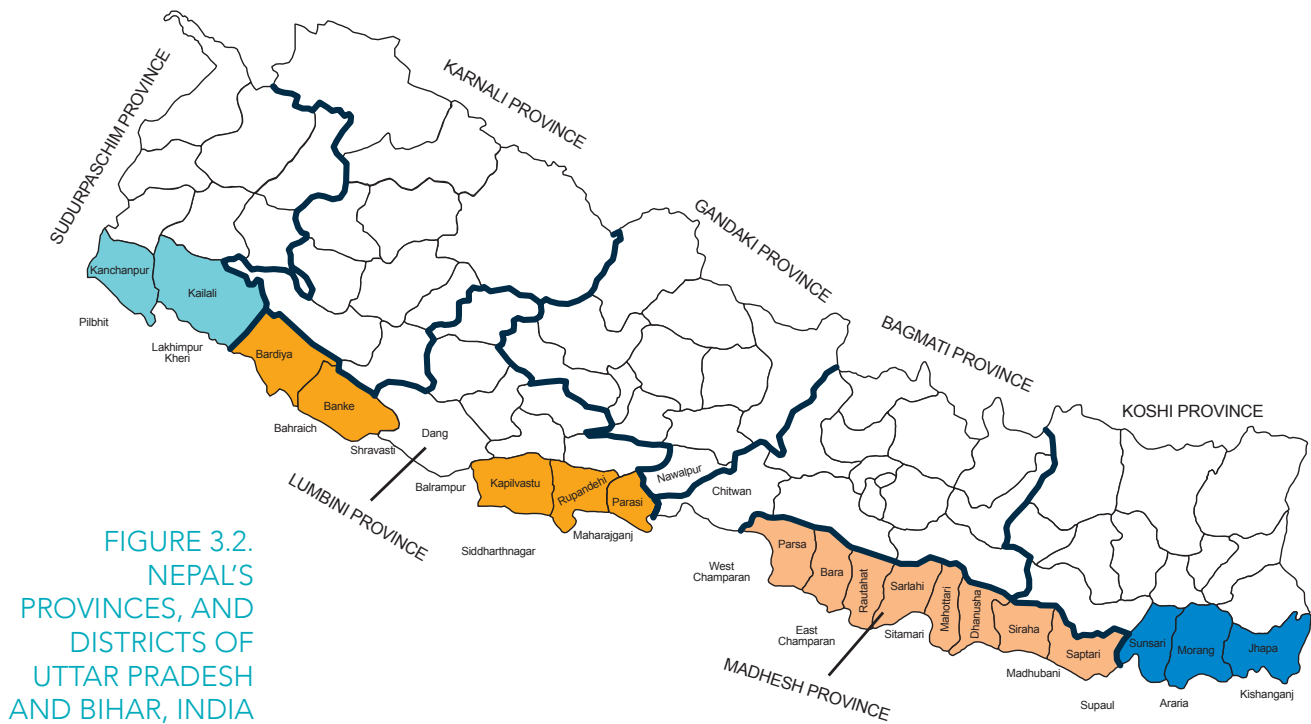 SUDURPASCHIM PROVINCE
KARNALI PROVINCE
GANDAKI PROVINCE
BAGMATI PROVINCE
KOSHI PROVINCE
Kanchanpur
Kailali
Pilbhit
Lakhimpur
Kheri
Bardiya
Banke
Bahraich
Shravasti
Dang
LUMBINI PROVINCE
Balrampur
Kapilvastu
Rupandehi
Parasi
Nawalpur
Chitwan
Siddharthnagar
Maharajganj
West
Champaran
Parsa
Bara
Rautahat
Sarlahi
Mahottari
Dhanusha
Siraha
Saptari
East
Champaran
Sitamari
MADHESH PROVINCE
Madhubani
Supaul
Sunsari
Morang
Jhapa
Araria
Kishanganj
FIGURE 3.2.
NEPAL'S
PROVINCES, AND
DISTRICTS OF
UTTAR PRADESH
AND BIHAR, INDIA